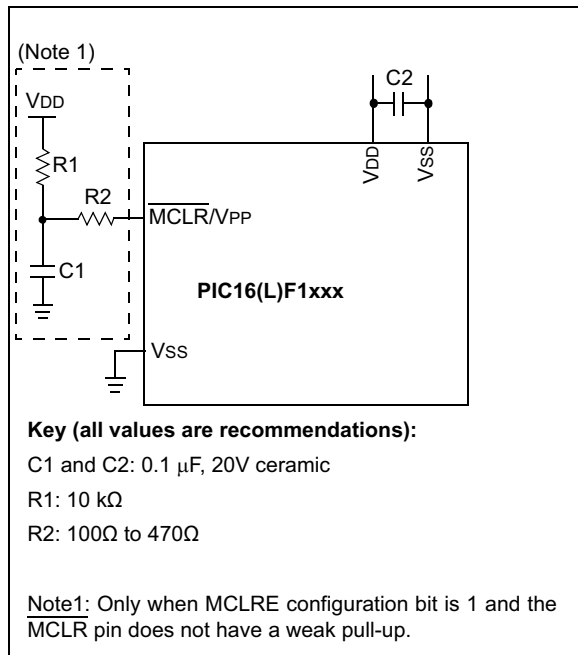 (Note 1)
VDD
R1
R2
C1
C2
VDD
VSS
MCLR/VPP
PIC16(L)F1xxx
VSS
Key (all values are recommendations):
C1 and C2: 0.1 μF, 20V ceramic
R1: 10 kΩ
R2: 100Ω to 470Ω
Note1: Only when MCLRE configuration bit is 1 and the
MCLR pin does not have a weak pull-up.